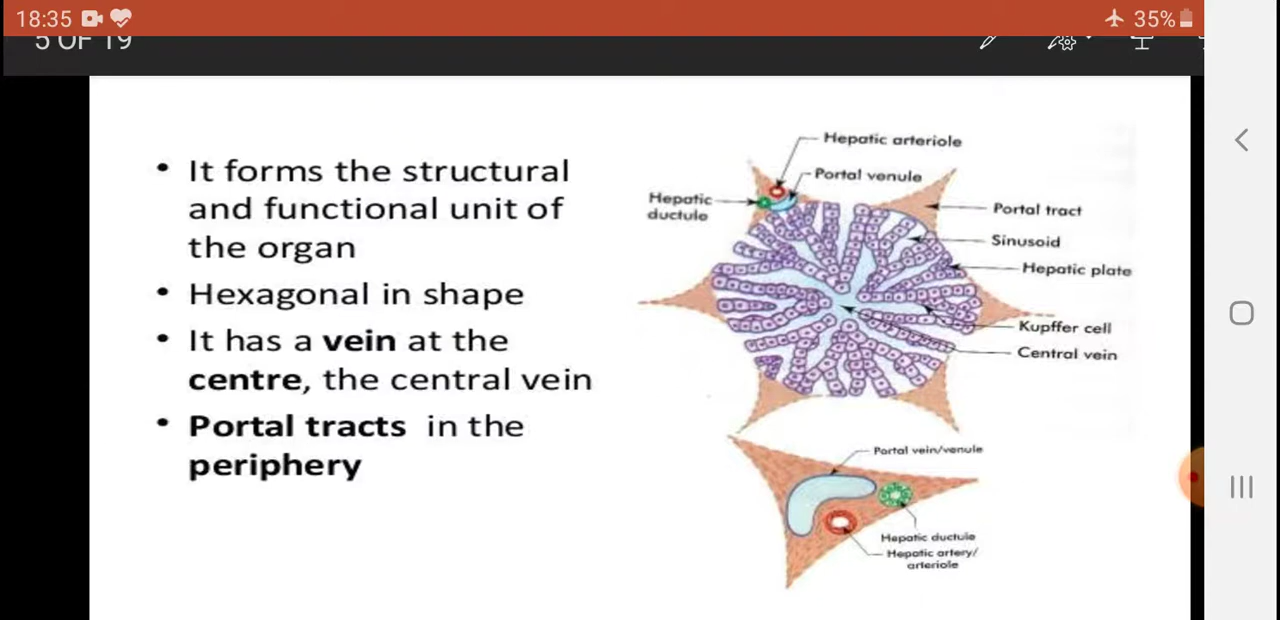 18:35
35%
5 OF 19
• It forms the structural
and functional unit of
the organ
• Hexagonal in shape
• It has a vein at the
centre, the central vein
• Portal tracts in the
periphery
Hepatic arteriole
Portal venule
Hepatic
ductule
Portal tract
Sinusoid
Hepatic plate
Kupffer cell
Central vein
Portal vein/venule
Hepatic ductule
Hepatic artery/
arteriole